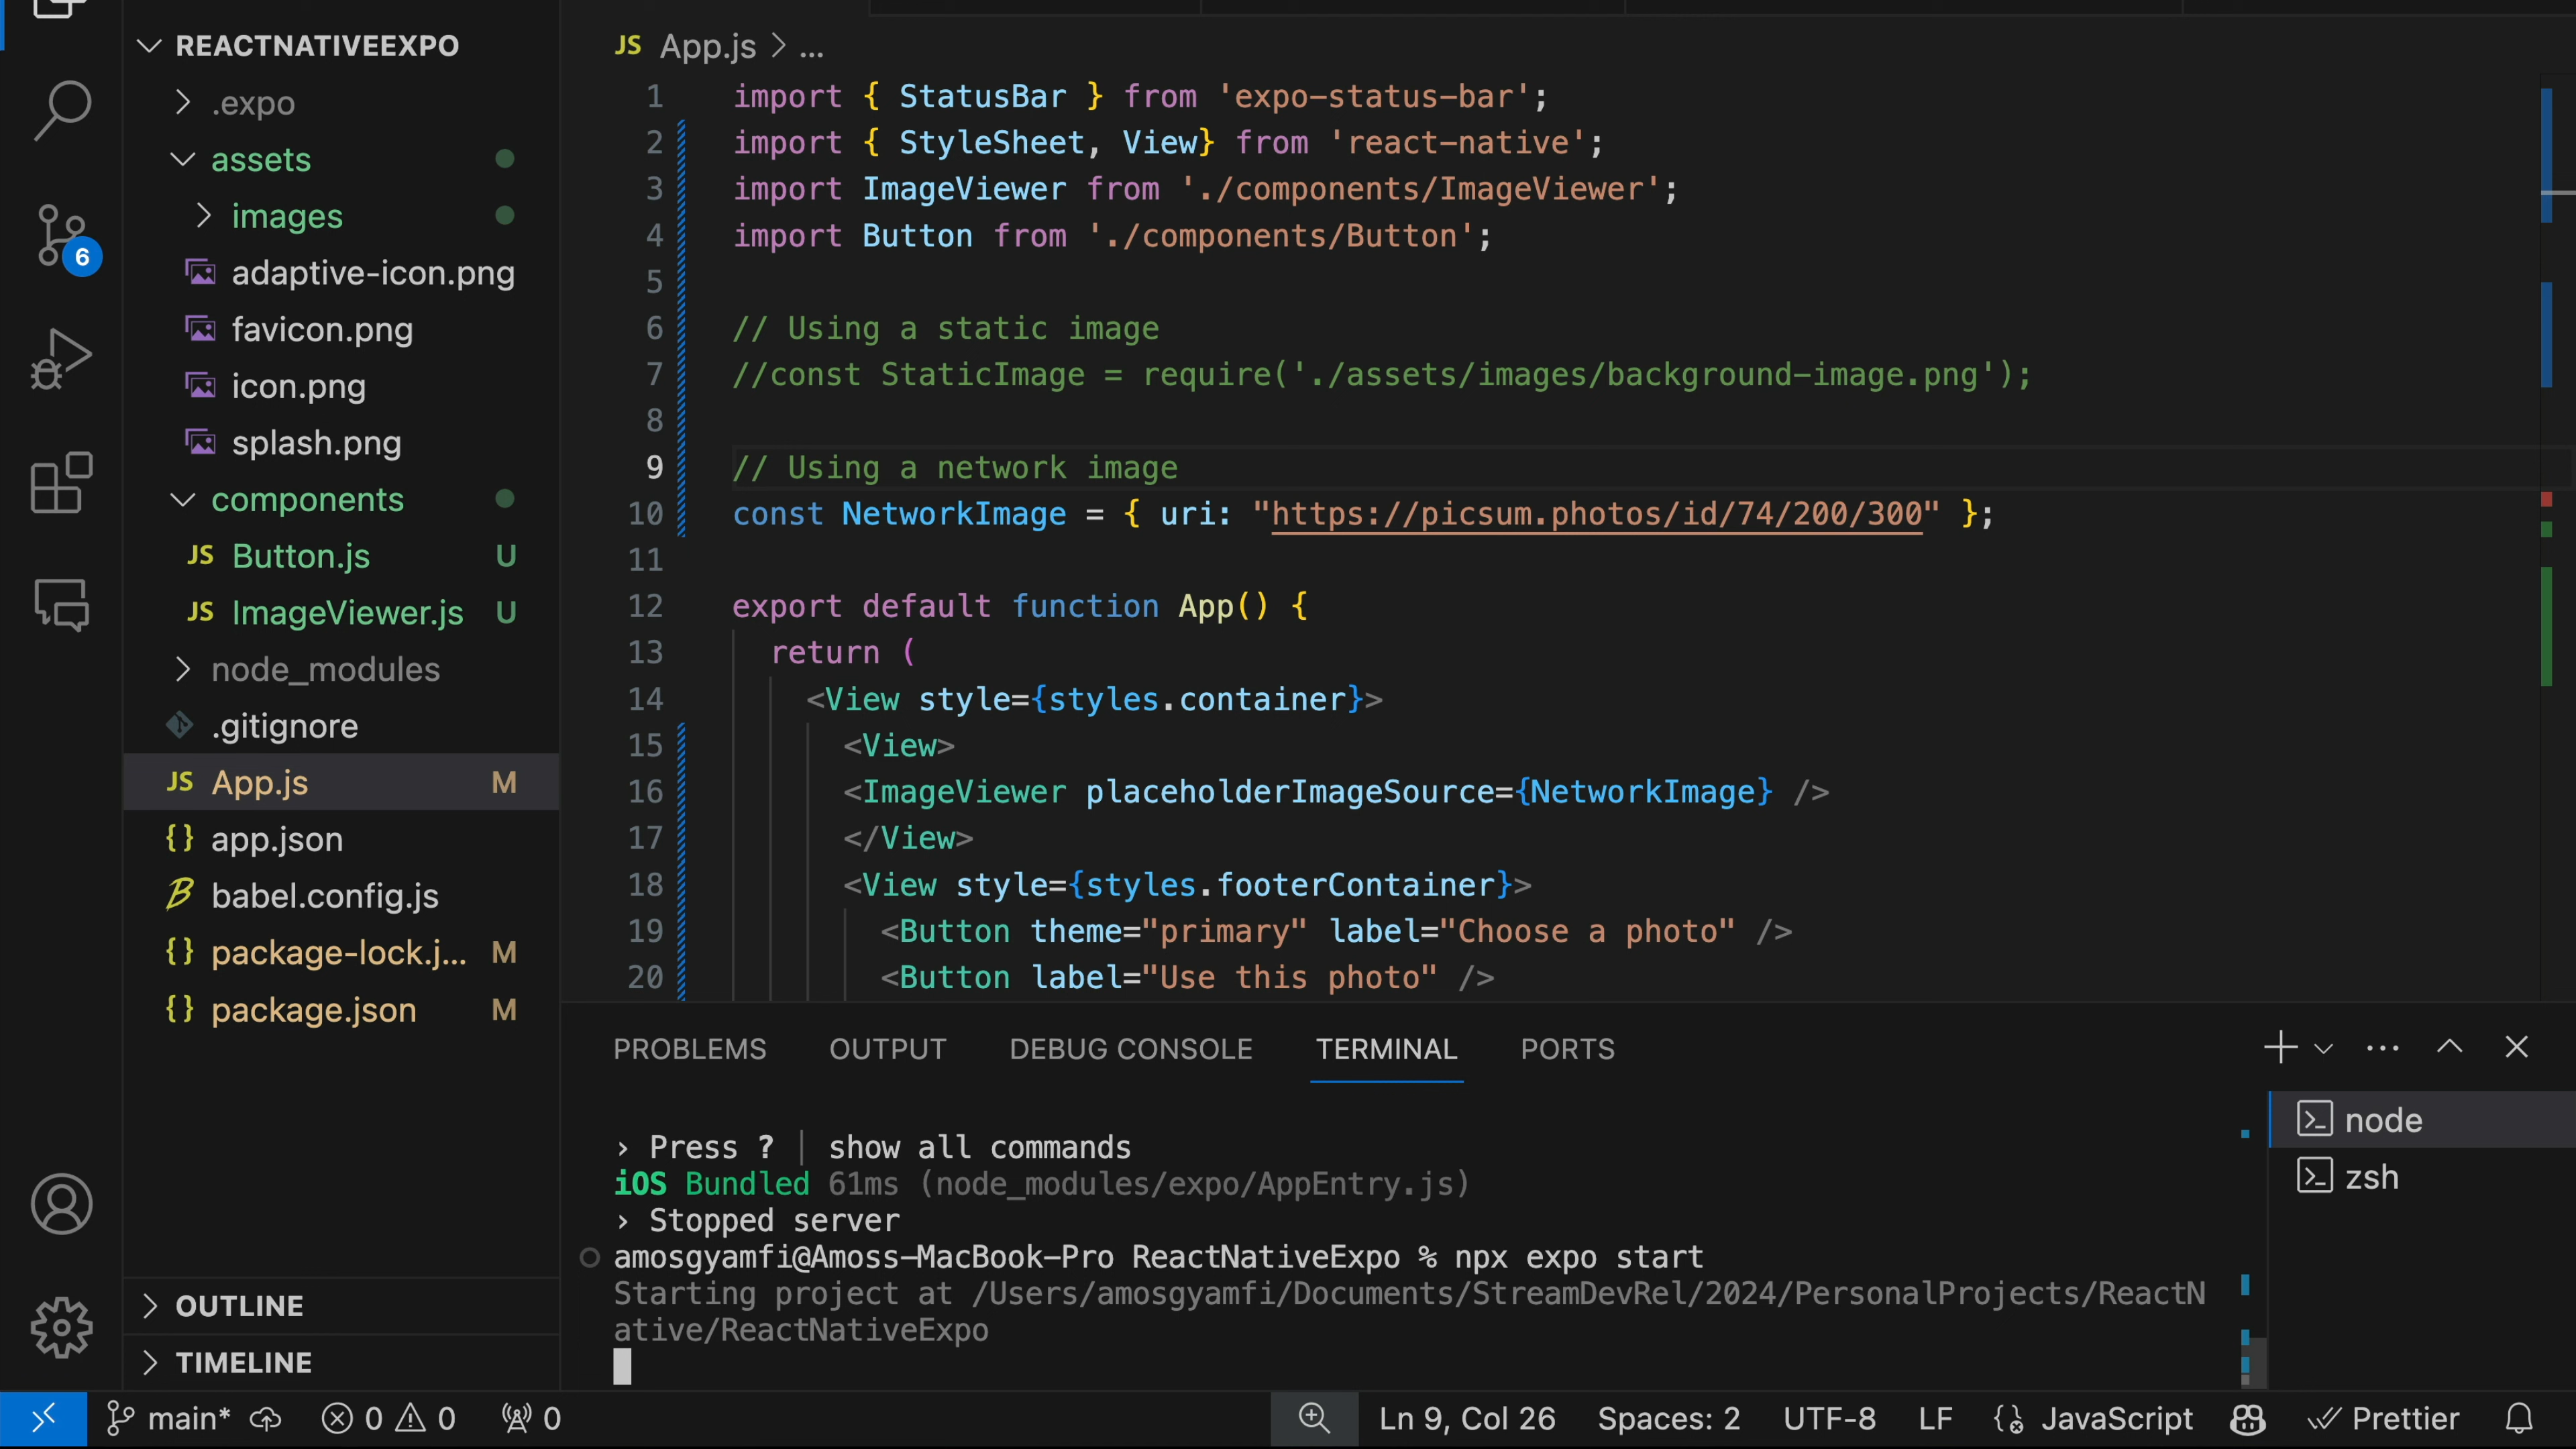 REACTNATIVEEXPO
.expo
assets
images
adaptive-icon.png
favicon.png
icon.png
splash.png
components
JS Button.js U
JS ImageViewer.js U
node_modules
.gitignore
JS App.js M
{} app.json
babel.config.js
{} package-lock.j... M
{} package.json M
OUTLINE
TIMELINE
6
JS App.js > ...
1 import { StatusBar } from 'expo-status-bar';
2 import { StyleSheet, View} from 'react-native';
3 import ImageViewer from './components/ImageViewer';
4 import Button from './components/Button';
5
6 // Using a static image
7 //const StaticImage = require('./assets/images/background-image.png');
8
9 // Using a network image
10 const NetworkImage = { uri: "https://picsum.photos/id/74/200/300" };
11
12 export default function App() {
13 return (
14 <View style={styles.container}>
15 <View>
16 <ImageViewer placeholderImageSource={NetworkImage} />
17 </View>
18 <View style={styles.footerContainer}>
19 <Button theme="primary" label="Choose a photo" />
20 <Button label="Use this photo" />
PROBLEMS OUTPUT DEBUG CONSOLE TERMINAL PORTS
› Press ? │ show all commands
iOS Bundled 61ms (node_modules/expo/AppEntry.js)
› Stopped server
amosgyamfi@Amoss-MacBook-Pro ReactNativeExpo % npx expo start
Starting project at /Users/amosgyamfi/Documents/StreamDevRel/2024/PersonalProjects/ReactN
ative/ReactNativeExpo
node
zsh
main* 0 0 0 Ln 9, Col 26 Spaces: 2 UTF-8 LF JavaScript Prettier